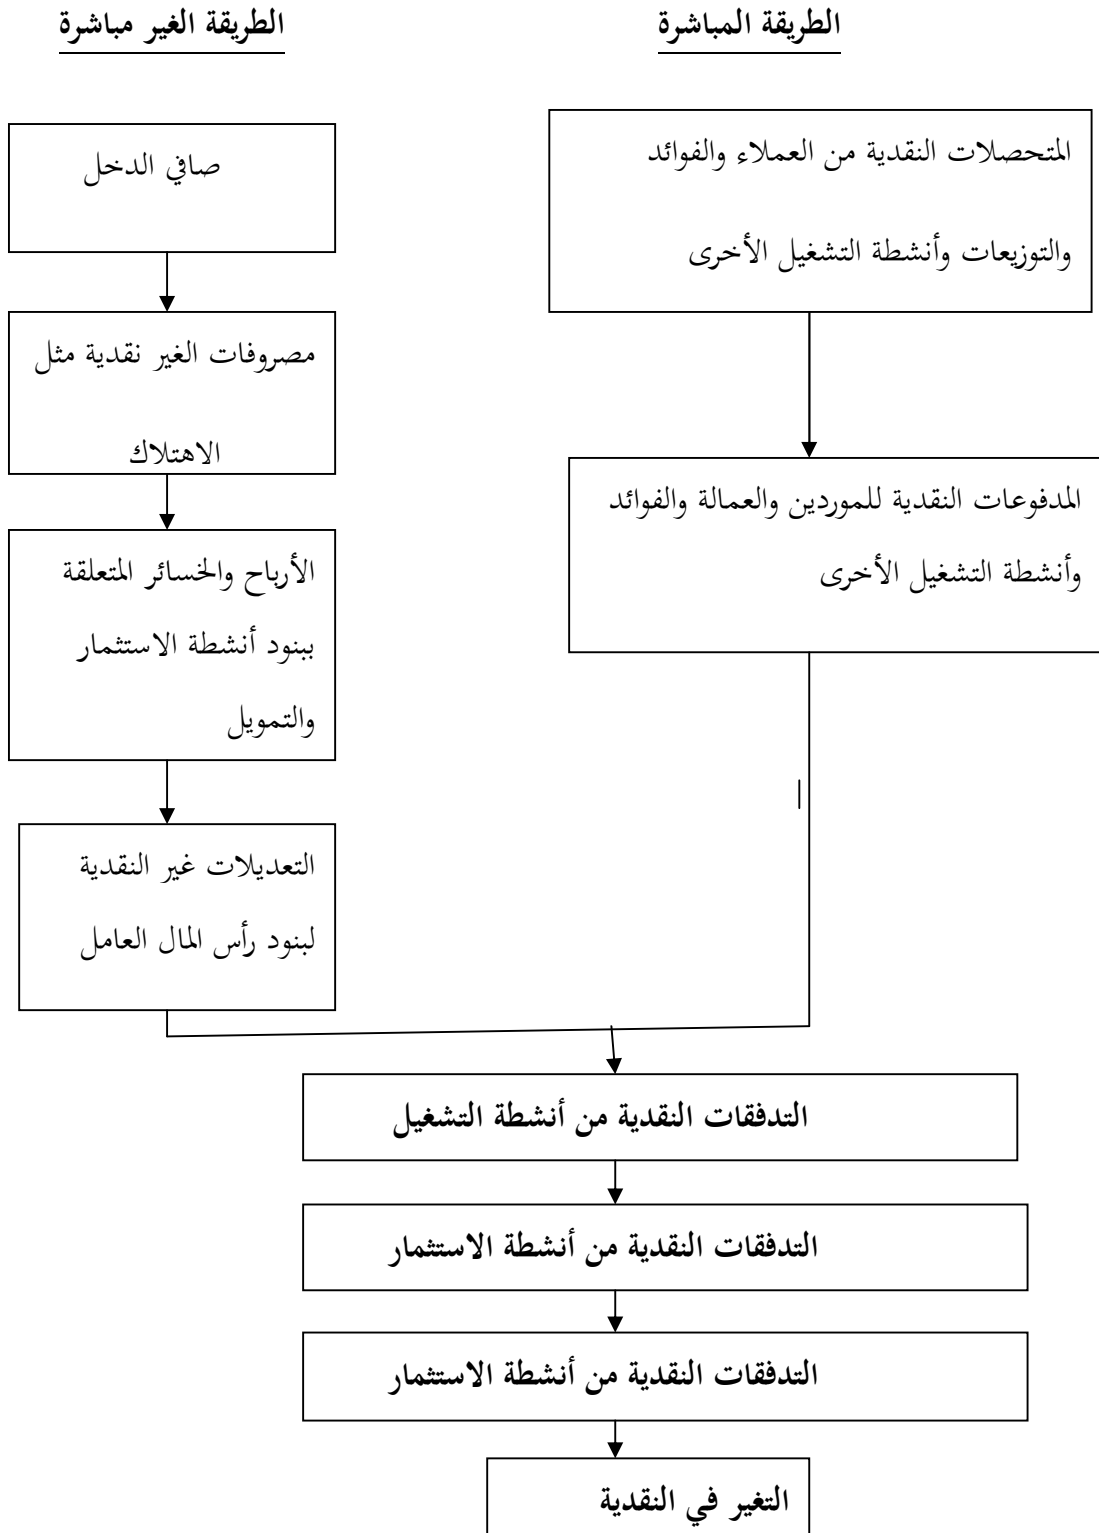 الطريقة المباشرة
الطريقة الغير مباشرة
المتحصلات النقدية من العملاء والفوائد
والتوزيعات وأنشطة التشغيل الأخرى
المدفوعات النقدية للموردين والعمالة والفوائد
وأنشطة التشغيل الأخرى
ا
صافي الدخل
مصروفات الغير نقدية مثل
الاهتلاك
الأرباح والخسائر المتعلقة
ببنود أنشطة الاستثمار
والتمويل
التعديلات غير النقدية
لبنود رأس المال العامل
التدفقات النقدية من أنشطة التشغيل
التدفقات النقدية من أنشطة الاستثمار
التدفقات النقدية من أنشطة الاستثمار
التغير في النقدية